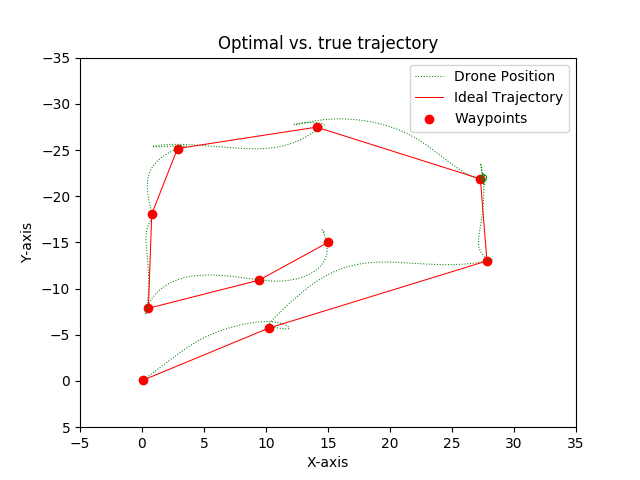 Optimal vs. true trajectory
Drone Position
Ideal Trajectory
Waypoints
−35
−30
−25
−20
−15
−10
−5
0
5
Y-axis
−5 0 5 10 15 20 25 30 35
X-axis